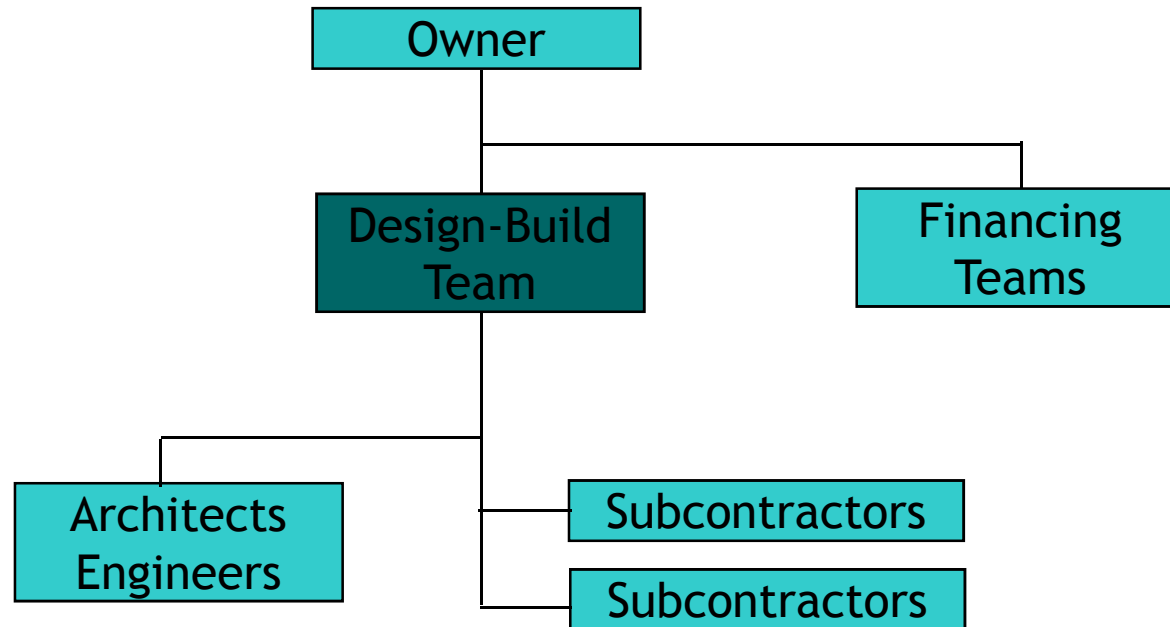 Owner
Design-Build
Team
Financing
Teams
Architects
Engineers
Subcontractors
Subcontractors